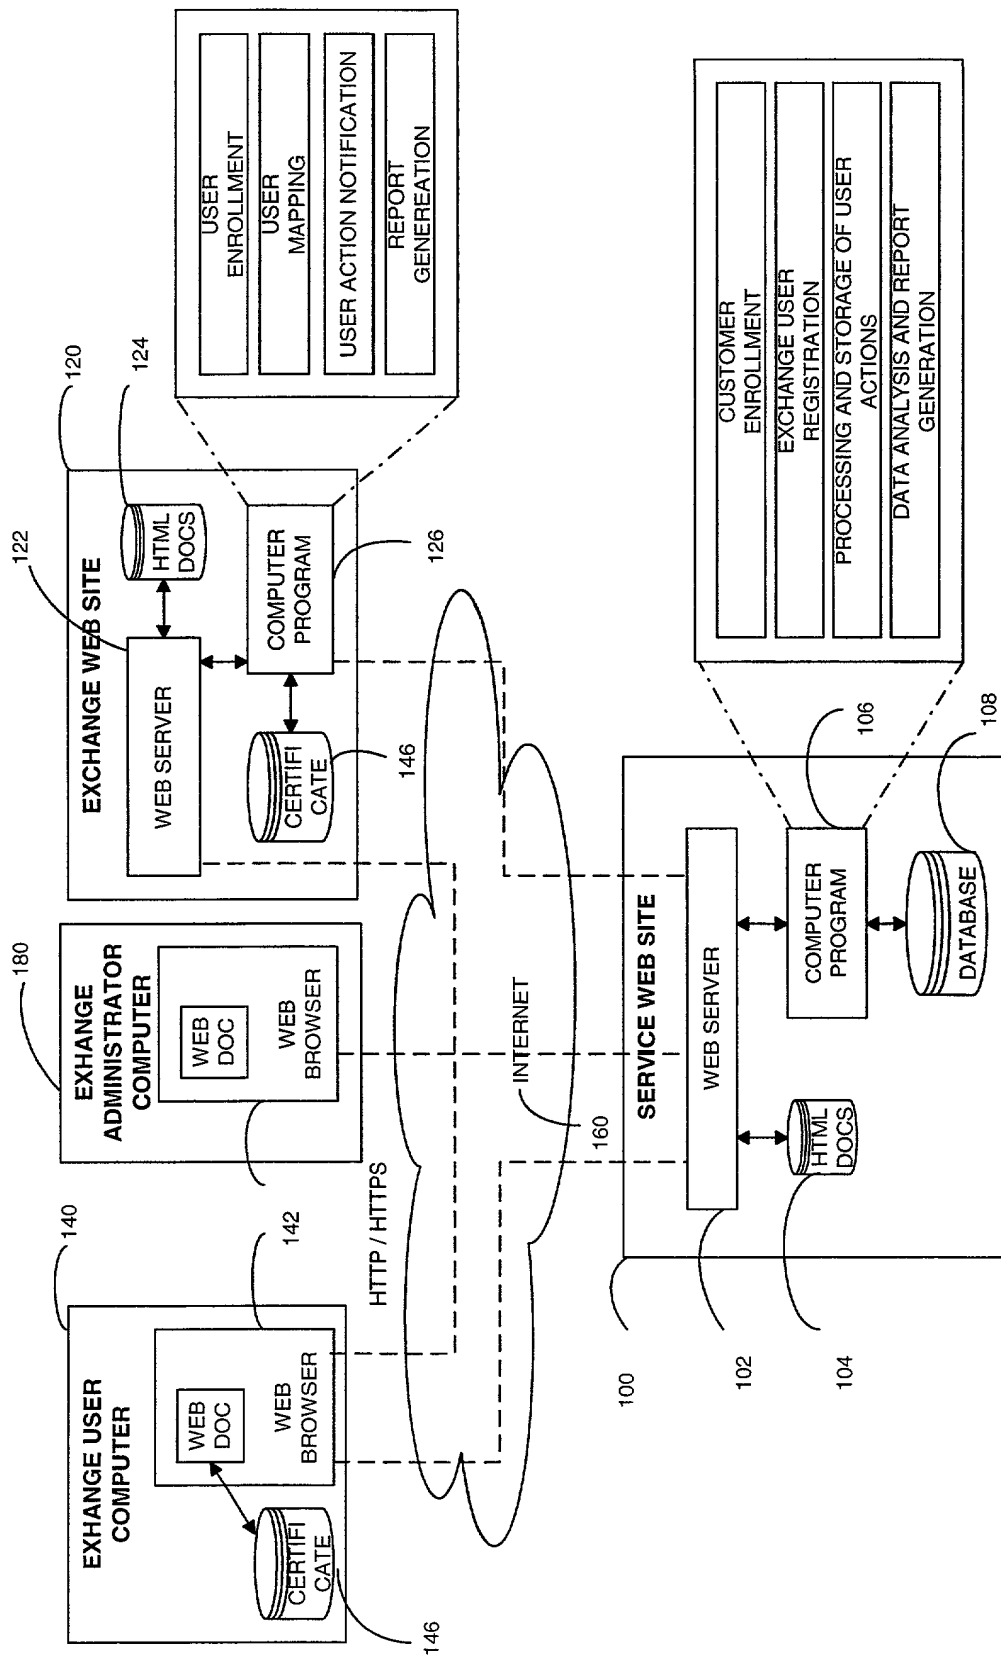 EXHANGE USER
COMPUTER
140
WEB
DOC
WEB
BROWSER
142
CERTIFI
CATE
146
EXHANGE
ADMINISTRATOR
COMPUTER
180
WEB
DOC
WEB
BROWSER
EXCHANGE WEB SITE
120
122
WEB SERVER
HTML
DOCS
124
CERTIFI
CATE
146
COMPUTER
PROGRAM
126
USER
ENROLLMENT
USER
MAPPING
USER ACTION NOTIFICATION
REPORT
GENEREATION
HTTP / HTTPS
INTERNET
160
SERVICE WEB SITE
100
WEB SERVER
102
HTML
DOCS
104
COMPUTER
PROGRAM
106
DATABASE
108
CUSTOMER
ENROLLMENT
EXCHANGE USER
REGISTRATION
PROCESSING AND STORAGE OF USER
ACTIONS
DATA ANALYSIS AND REPORT
GENERATION